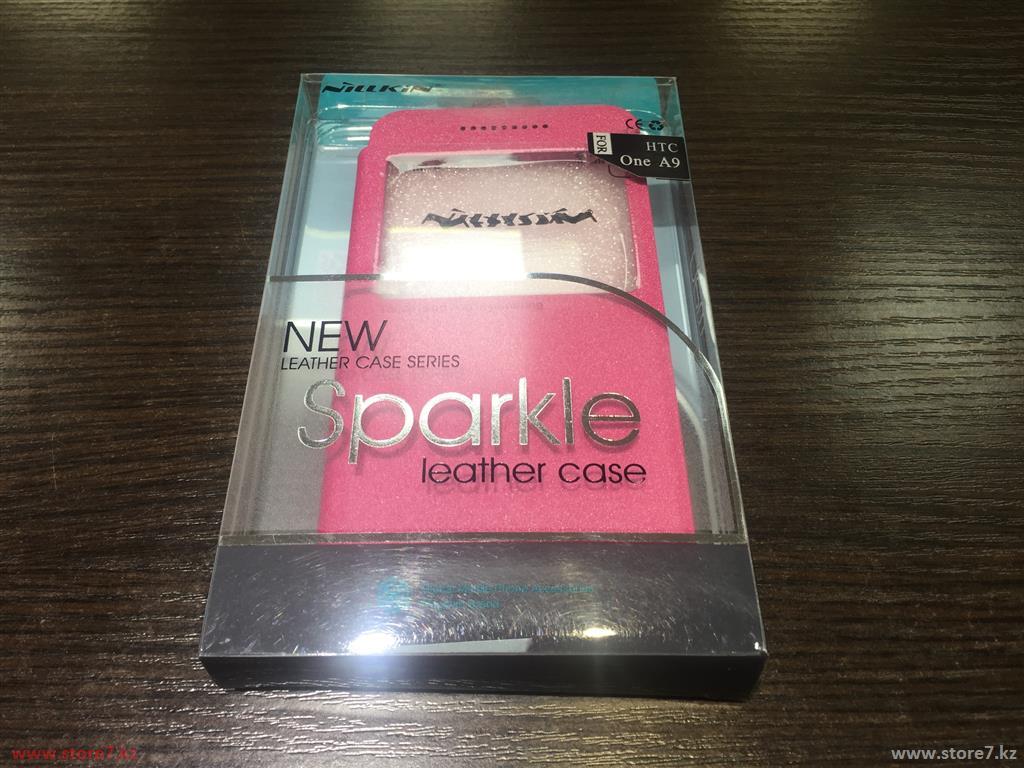 NILLKIN
CE
FOR
HTC
One A9
NILLKIN
NEW
LEATHER CASE SERIES
Sparkle
leather case
www.store7.kz
www.store7.kz